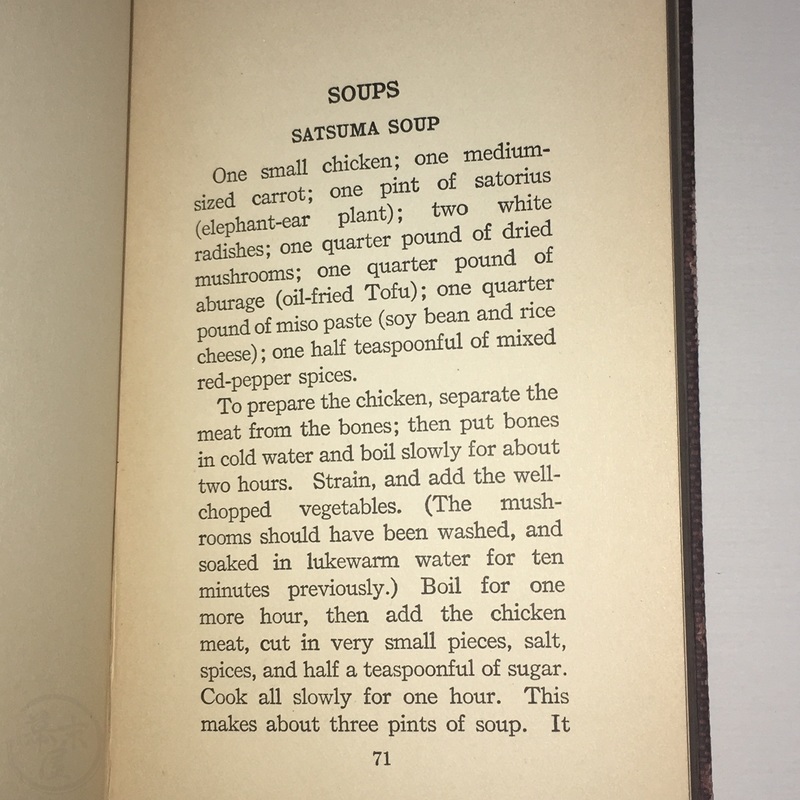 SOUPS
SATSUMA SOUP
One small chicken; one medium-
sized carrot; one pint of satorius
(elephant-ear plant); two white
radishes; one quarter pound of dried
mushrooms; one quarter pound of
aburage (oil-fried Tofu); one quarter
pound of miso paste (soy bean and rice
cheese); one half teaspoonful of mixed
red-pepper spices.
To prepare the chicken, separate the
meat from the bones; then put bones
in cold water and boil slowly for about
two hours. Strain, and add the well-
chopped vegetables. (The mush-
rooms should have been washed, and
soaked in lukewarm water for ten
minutes previously.) Boil for one
more hour, then add the chicken
meat, cut in very small pieces, salt,
spices, and half a teaspoonful of sugar.
Cook all slowly for one hour. This
makes about three pints of soup. It
71